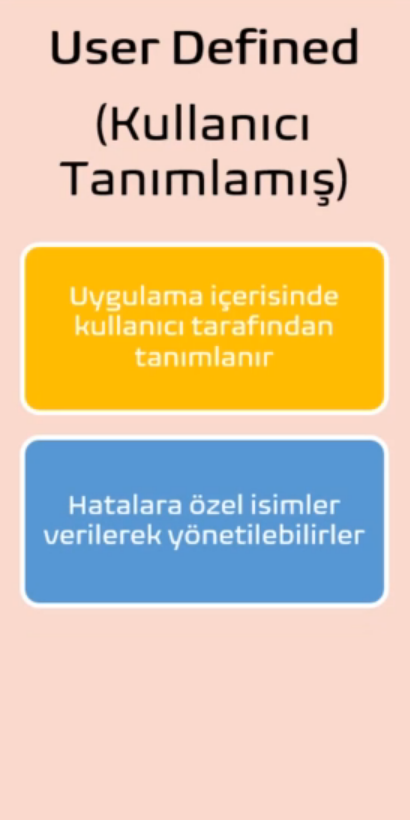 User Defined
(Kullanıcı
Tanımlamış)
Uygulama içerisinde
kullanıcı tarafından
tanımlanır
Hatalara özel isimler
verilerek yönetilebilirler